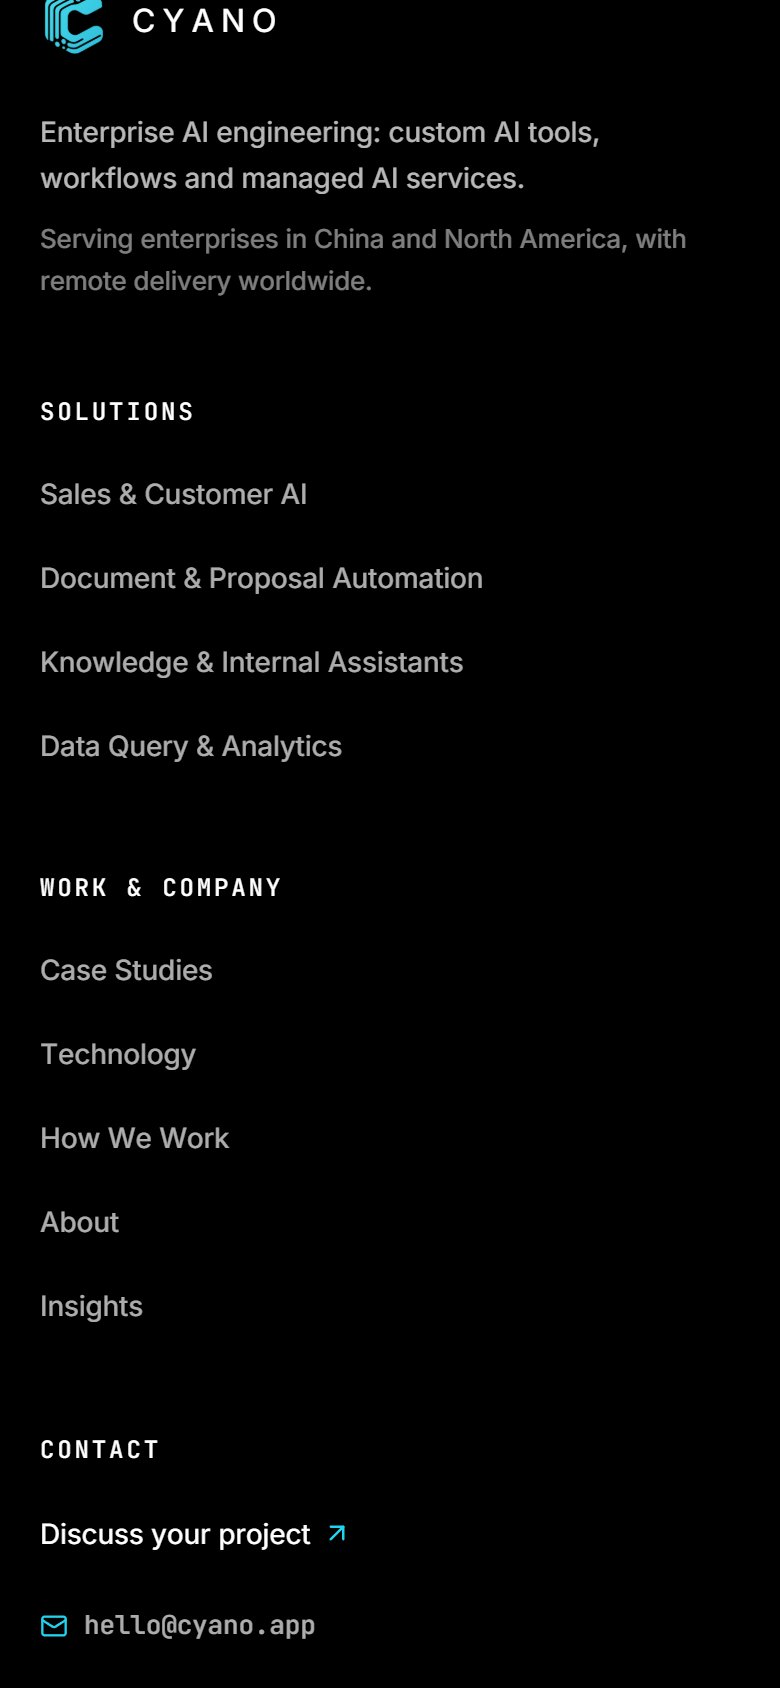 CYANO
Enterprise AI engineering: custom AI tools,
workflows and managed AI services.
Serving enterprises in China and North America, with
remote delivery worldwide.
SOLUTIONS
Sales & Customer AI
Document & Proposal Automation
Knowledge & Internal Assistants
Data Query & Analytics
WORK & COMPANY
Case Studies
Technology
How We Work
About
Insights
CONTACT
Discuss your project
hello@cyano.app